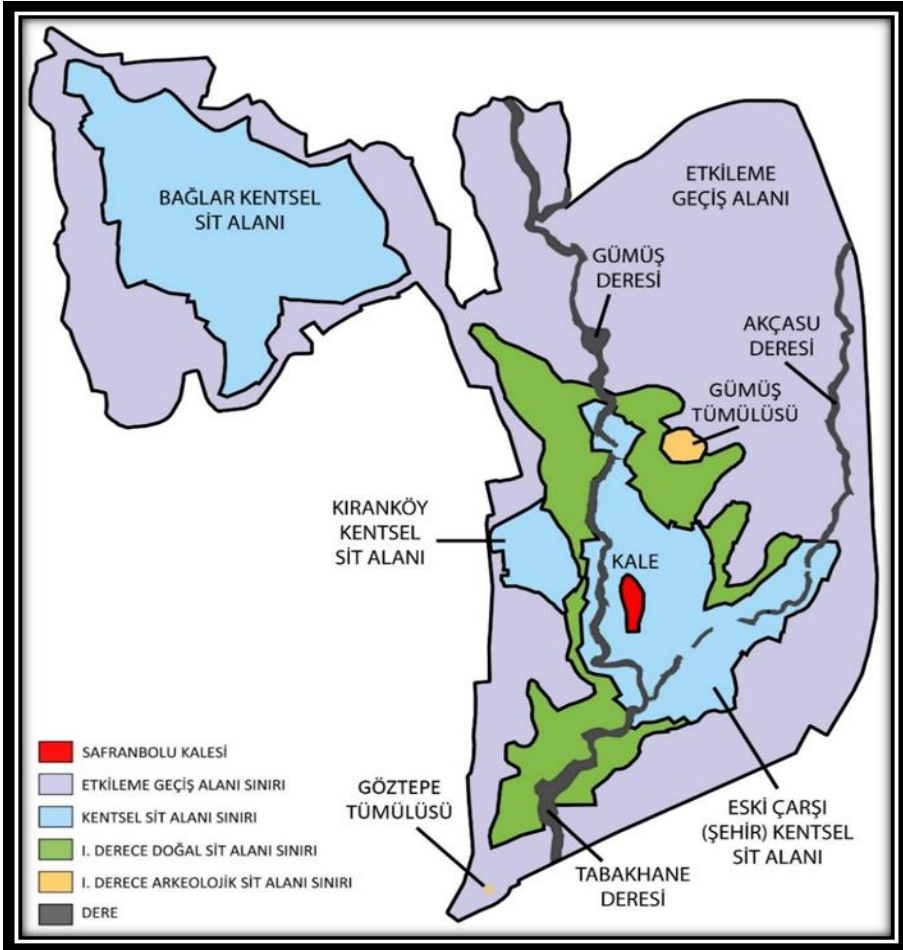 BAĞLAR KENTSEL
SİT ALANI
ETKİLEME
GEÇİŞ ALANI
GÜMÜŞ
DERESİ
AKÇASU
DERESİ
GÜMÜŞ
TÜMÜLÜSÜ
KIRANKÖY
KENTSEL
SİT ALANI
KALE
SAFRANBOLU KALESİ
ETKİLEME GEÇİŞ ALANI SINIRI
KENTSEL SİT ALANI SINIRI
I. DERECE DOĞAL SİT ALANI SINIRI
I. DERECE ARKEOLOJİK SİT ALANI SINIRI
DERE
GÖZTEPE
TÜMÜLÜSÜ
TABAKHANE
DERESİ
ESKİ ÇARŞI
(ŞEHİR) KENTSEL
SİT ALANI